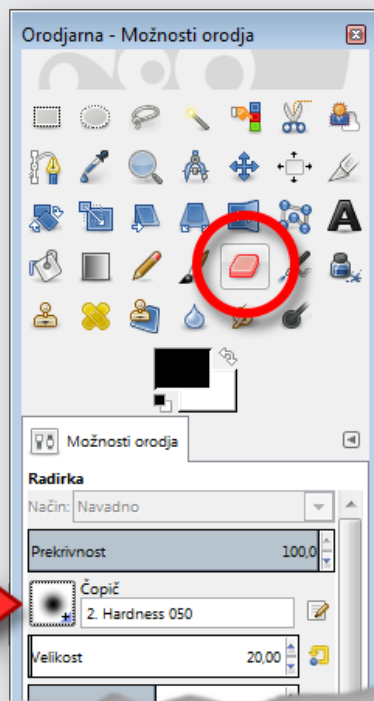 Orodjarna - Možnosti orodja
Možnosti orodja
Radirka
Način: Navadno
Prekrivnost 100,0
Čopič
2. Hardness 050
Velikost 20,00